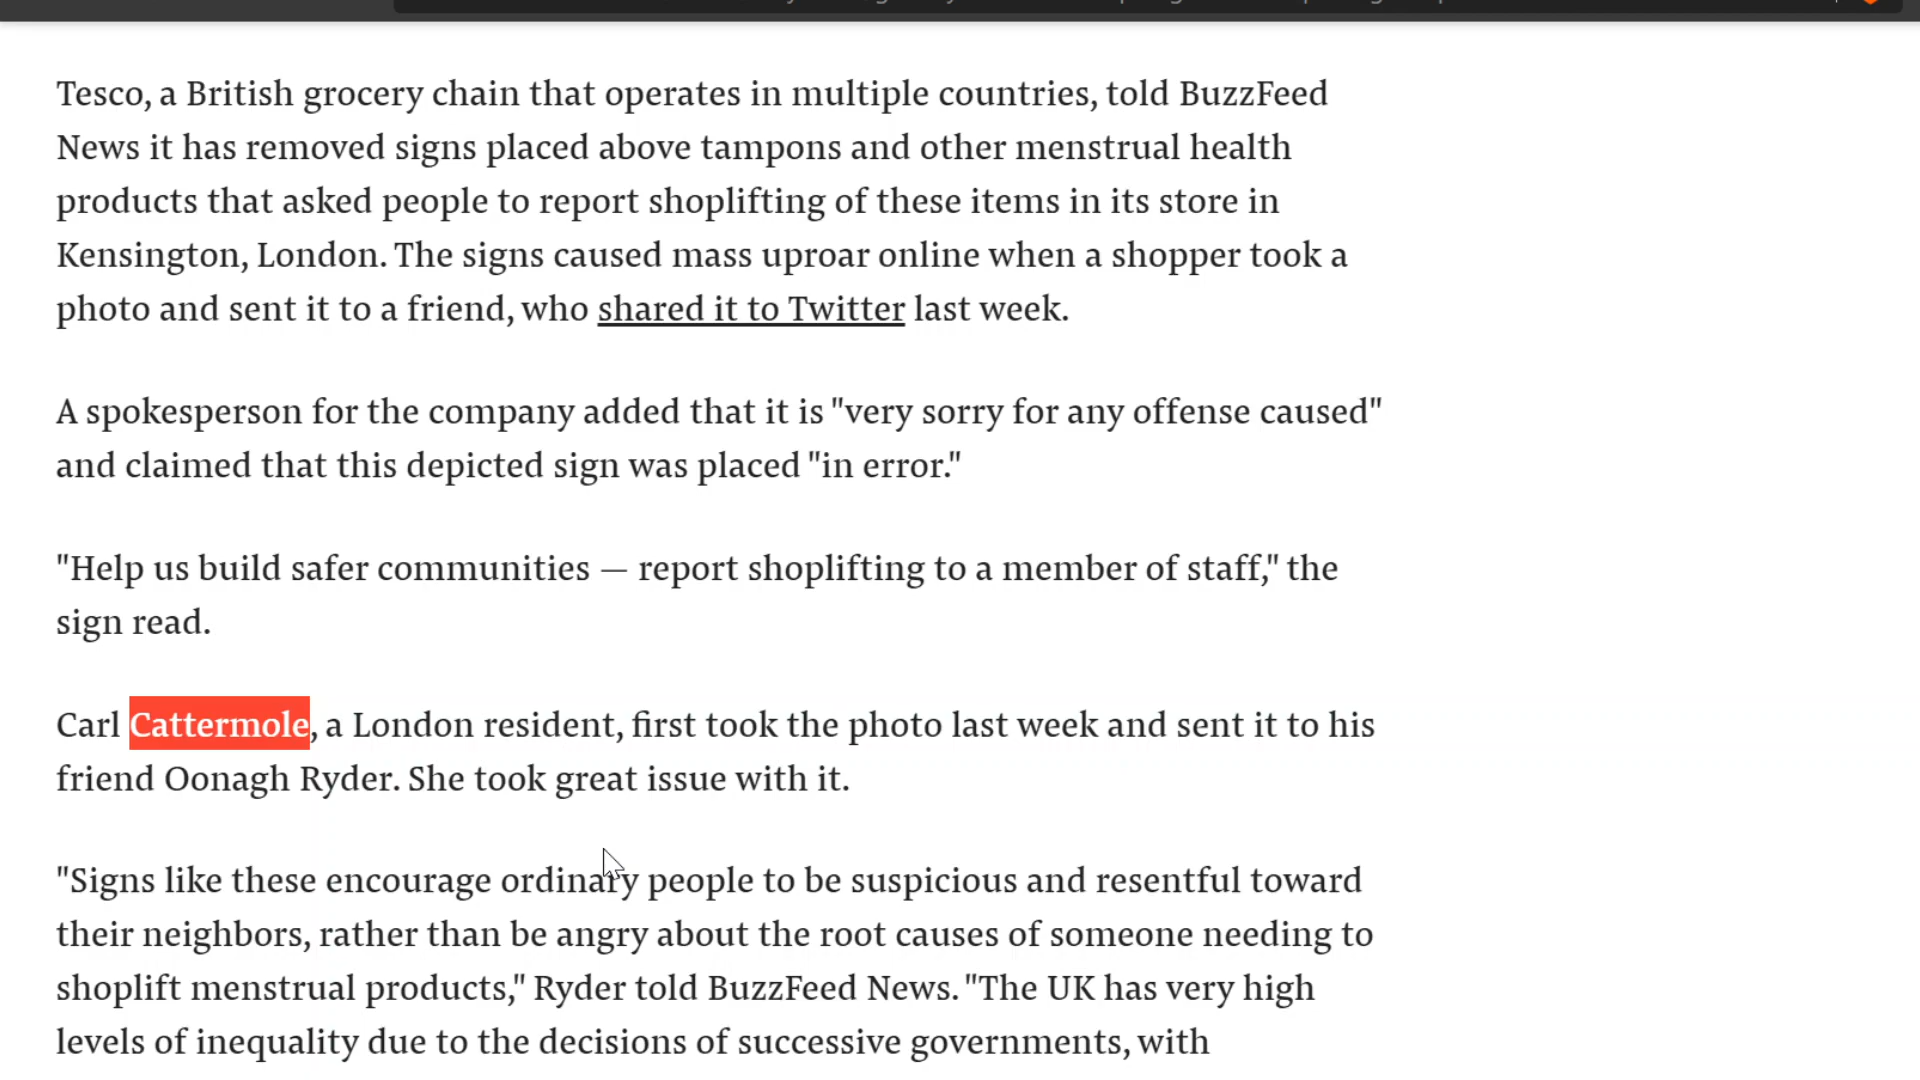 Tesco, a British grocery chain that operates in multiple countries, told BuzzFeed
News it has removed signs placed above tampons and other menstrual health
products that asked people to report shoplifting of these items in its store in
Kensington, London. The signs caused mass uproar online when a shopper took a
photo and sent it to a friend, who shared it to Twitter last week.
A spokesperson for the company added that it is "very sorry for any offense caused"
and claimed that this depicted sign was placed "in error."
"Help us build safer communities — report shoplifting to a member of staff," the
sign read.
Carl Cattermole, a London resident, first took the photo last week and sent it to his
friend Oonagh Ryder. She took great issue with it.
"Signs like these encourage ordinary people to be suspicious and resentful toward
their neighbors, rather than be angry about the root causes of someone needing to
shoplift menstrual products," Ryder told BuzzFeed News. "The UK has very high
levels of inequality due to the decisions of successive governments, with